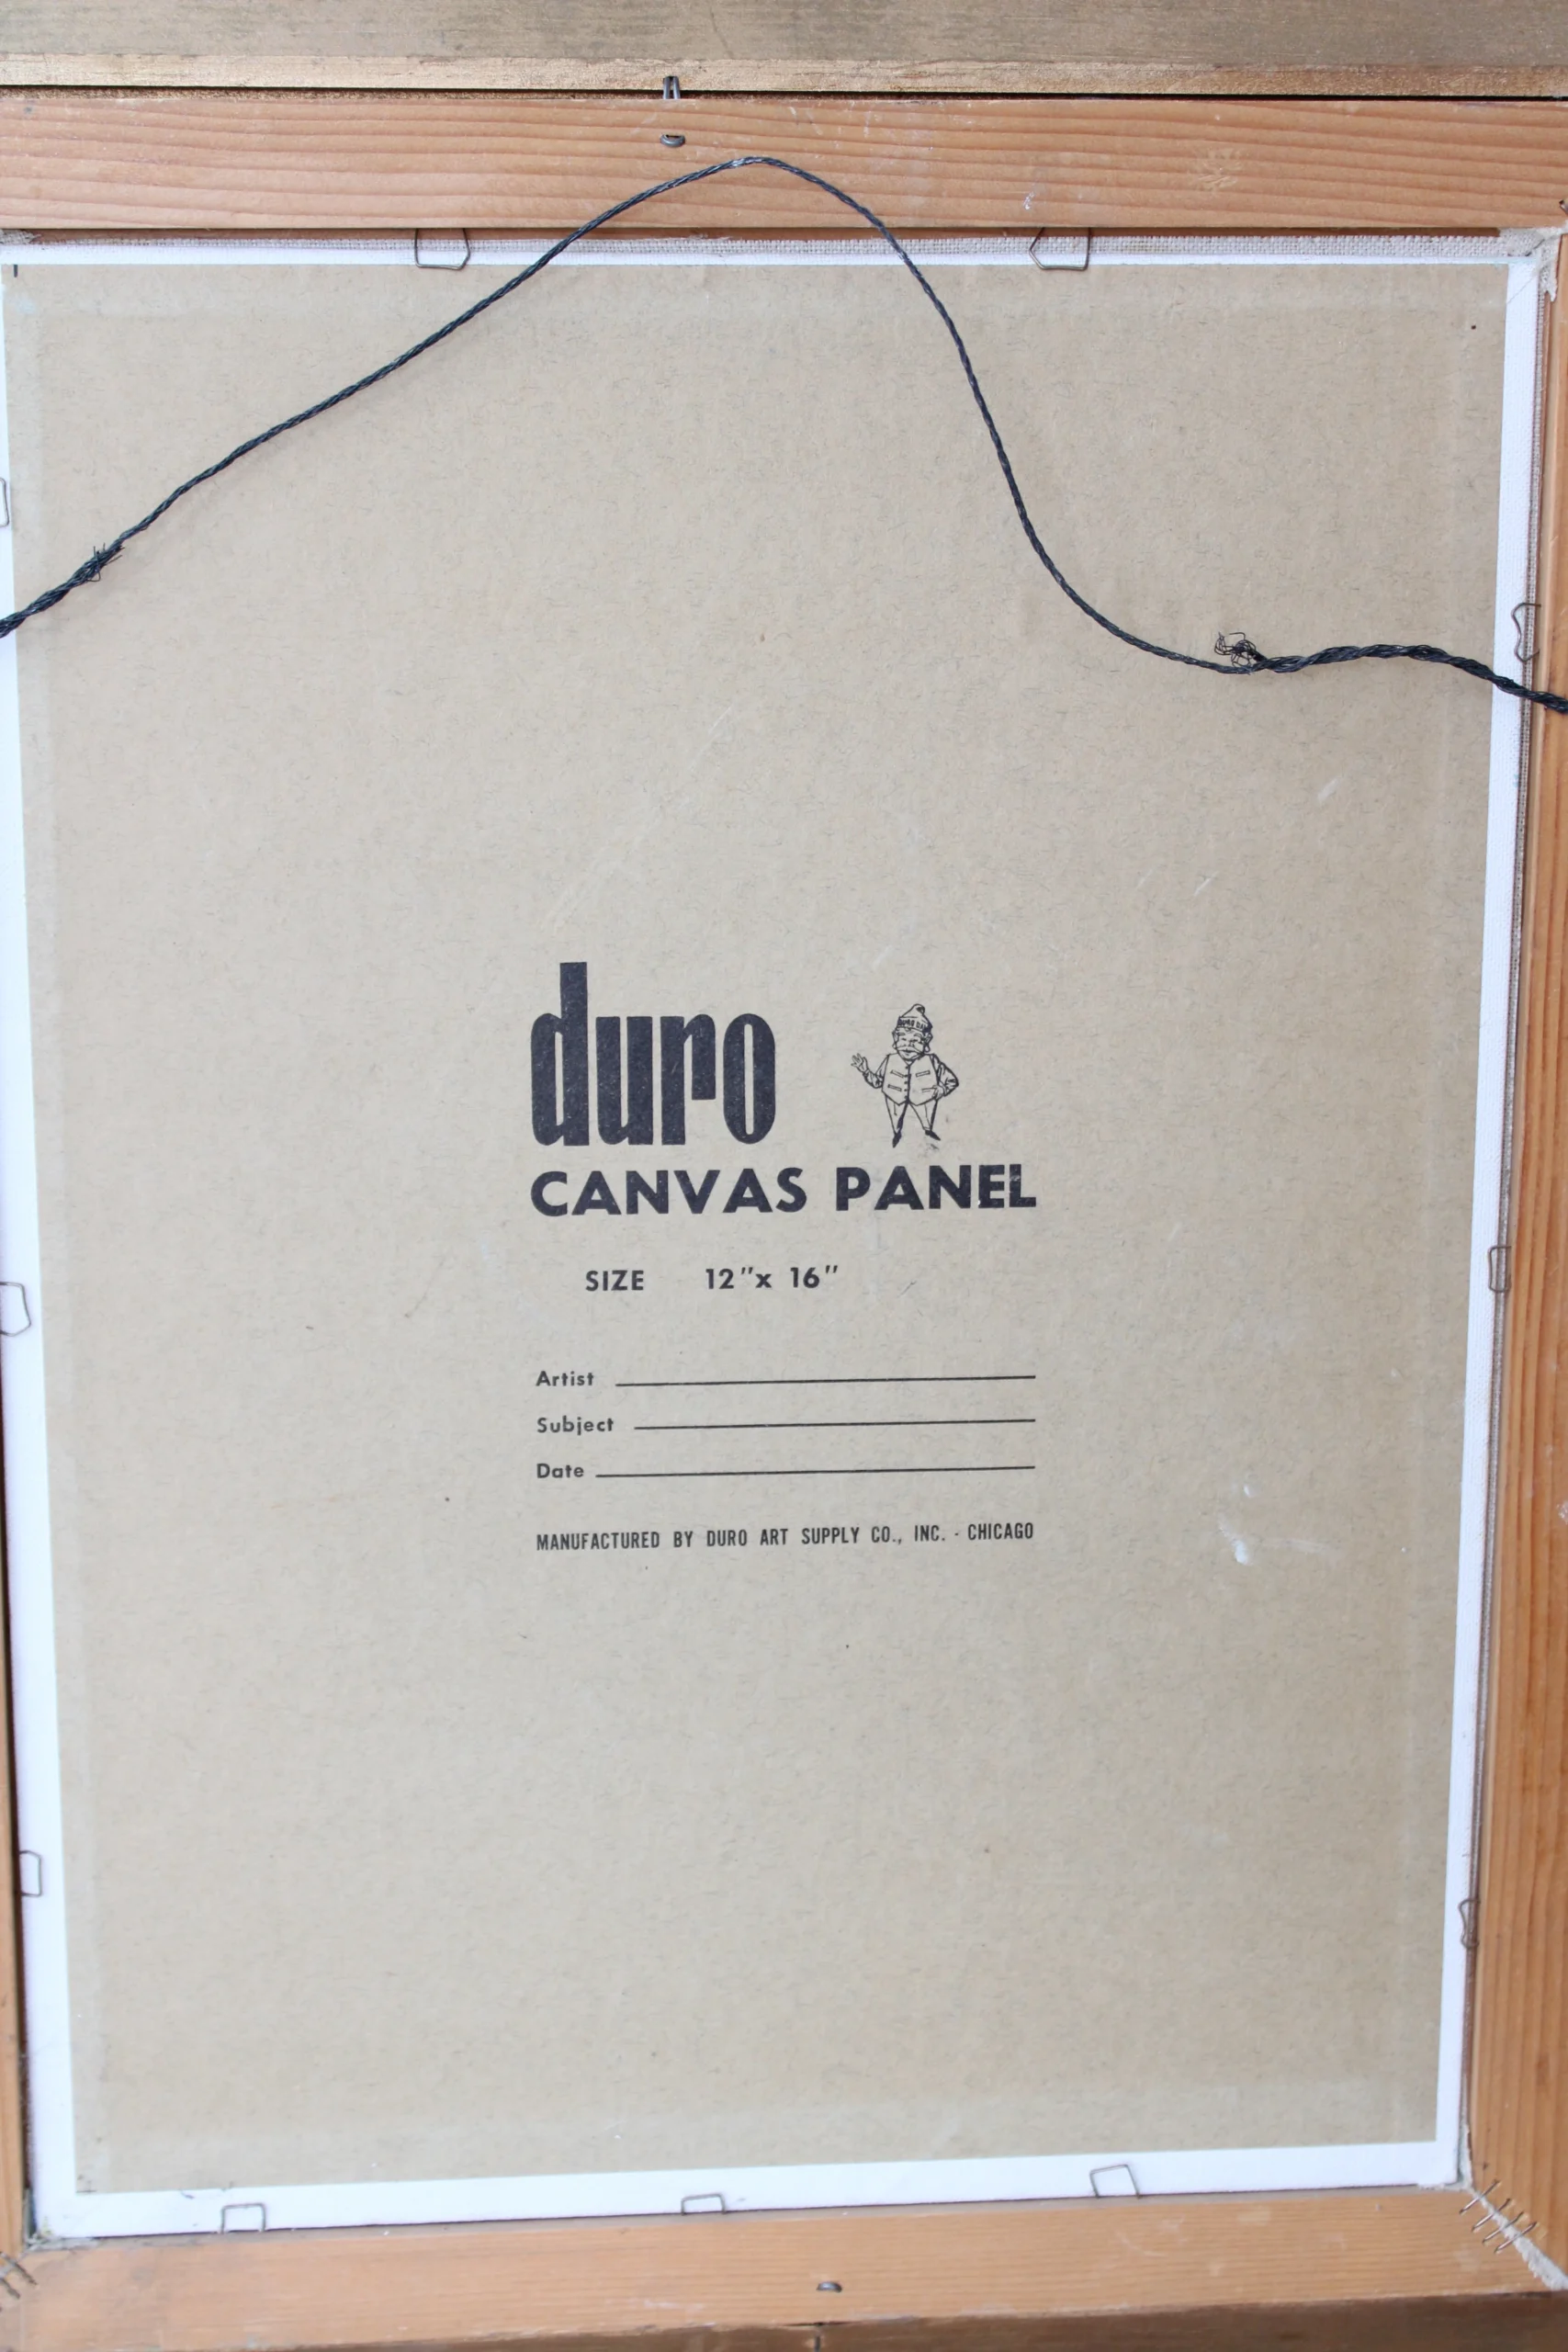 duro
CANVAS PANEL
SIZE 12"x 16"
Artist
Subject
Date
MANUFACTURED BY DURO ART SUPPLY CO., INC. - CHICAGO